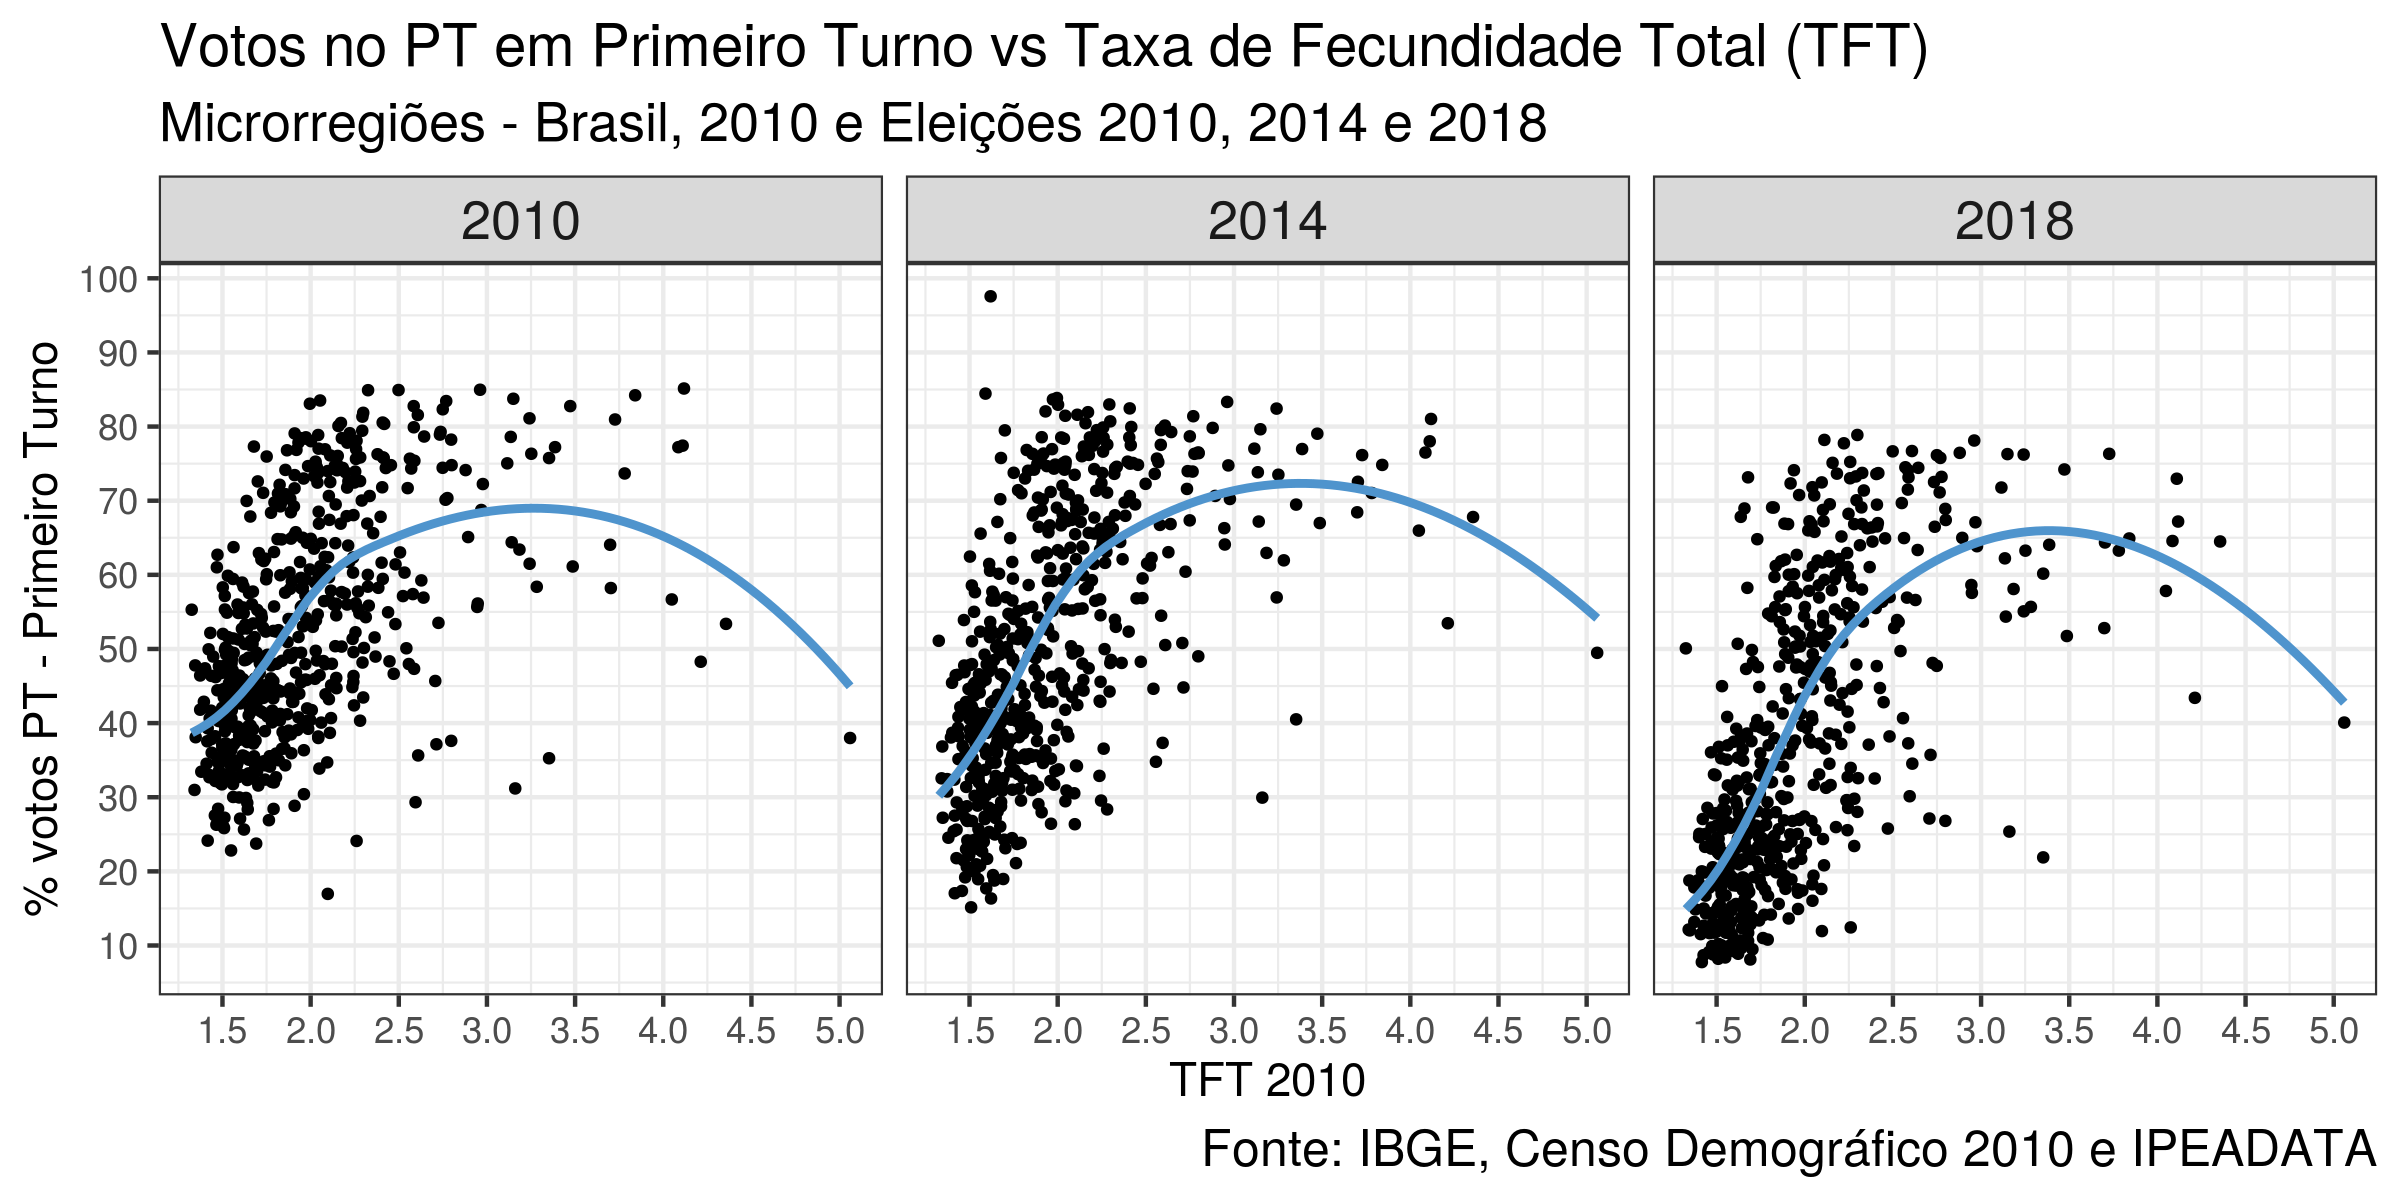 Votos no PT em Primeiro Turno vs Taxa de Fecundidade Total (TFT)
Microrregiões - Brasil, 2010 e Eleições 2010, 2014 e 2018
2010 2014 2018
% votos PT - Primeiro Turno
100
90
80
70
60
50
40
30
20
10
1.5 2.0 2.5 3.0 3.5 4.0 4.5 5.0 1.5 2.0 2.5 3.0 3.5 4.0 4.5 5.0 1.5 2.0 2.5 3.0 3.5 4.0 4.5 5.0
TFT 2010
Fonte: IBGE, Censo Demográfico 2010 e IPEADATA